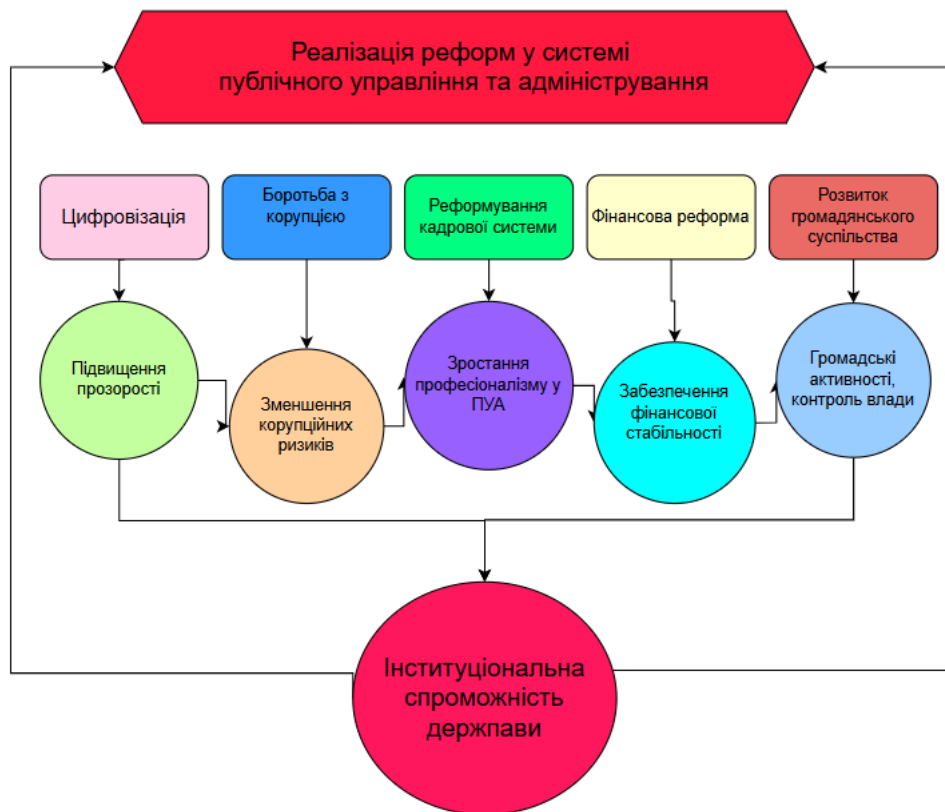 Реалізація реформ у системі
публічного управління та адміністрування
Цифровізація
Боротьба з
корупцією
Реформування
кадрової системи
Фінансова реформа
Розвиток
громадянського
суспільства
Підвищення
прозорості
Зменшення
корупційних
ризиків
Зростання
професіоналізму у
ПУА
Забезпечення
фінансової
стабільності
Громадські
активності,
контроль влади
Інституціональна
спроможність
держпави